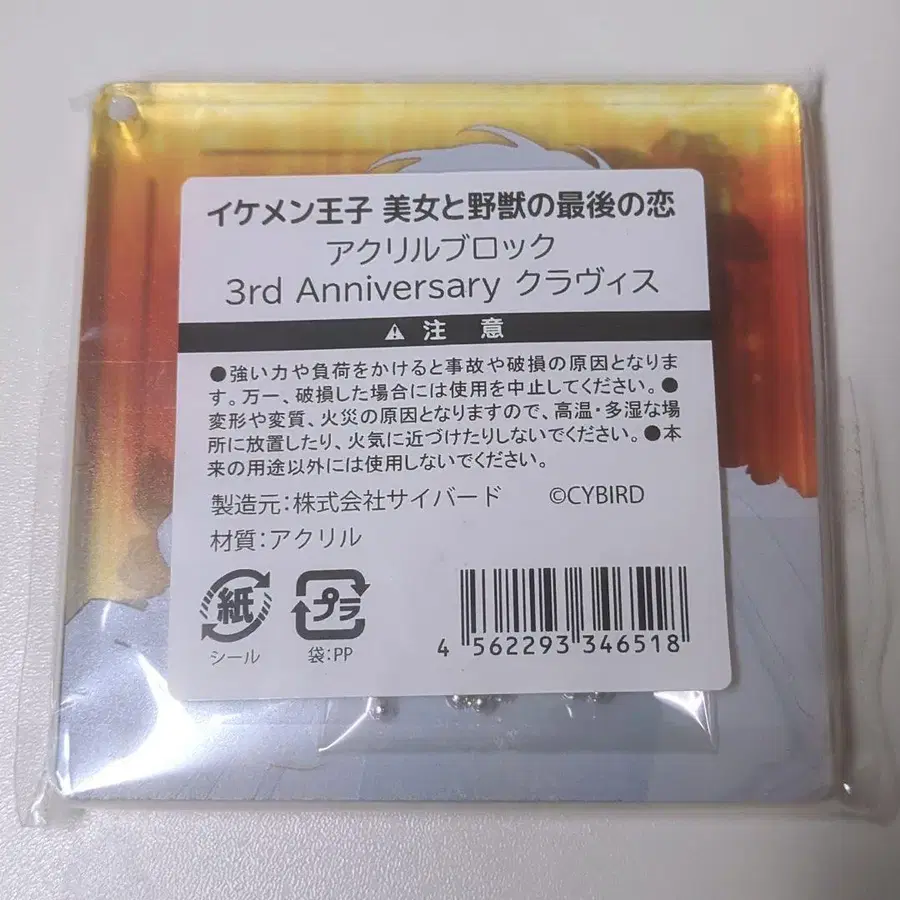 イケメン王子 美女と野獣の最後の恋
アクリルブロック
3rd Anniversary クラヴィス
⚠ 注 意
●強い力や負荷をかけると事故や破損の原因となりま
す。万一、破損した場合には使用を中止してください。●
変形や変質、火災の原因となりますので、高温・多湿な場
所に放置したり、火気に近づけたりしないでください。●本
来の用途以外には使用しないでください。
製造元:株式会社サイバード ©CYBIRD
材質:アクリル
紙 プラ
シール 袋:PP
4 562293 346518